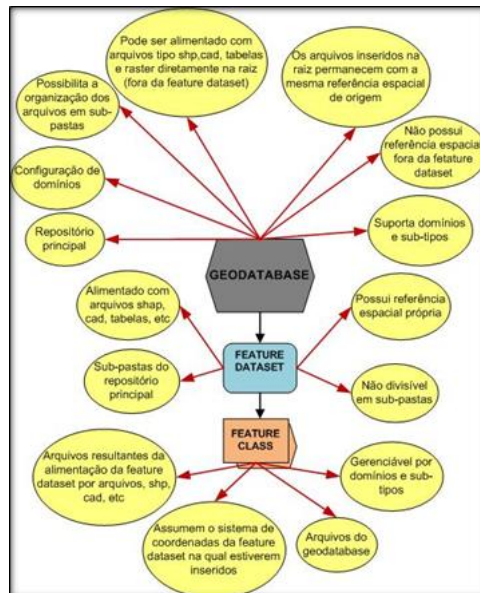 Pode ser alimentado com
arquivos tipo shp,cad, tabelas
e raster diretamente na raiz
(fora da feature dataset)
Os arquivos inseridos na
raiz permanecem com a
mesma referência espacial
de origem
Possibilita a
organização dos
arquivos em sub-
pastas
Não possui
referência espacial
fora da fetature
dataset
Configuração de
domínios
Repositório
principal
Suporta domínios
e sub-tipos
GEODATABASE
Alimentado com
arquivos shap,
cad, tabelas, etc
Possui referência
espacial própria
FEATURE
DATASET
Sub-pastas do
repositório
principal
Não divisível
em sub-pastas
FEATURE
CLASS
Arquivos resultantes da
alimentação da feature
dataset por arquivos, shp,
cad, etc
Gerenciável por
domínios e sub-
tipos
Assumem o sistema de
coordenadas da feature
dataset na qual estiverem
inseridos
Arquivos do
geodatabase